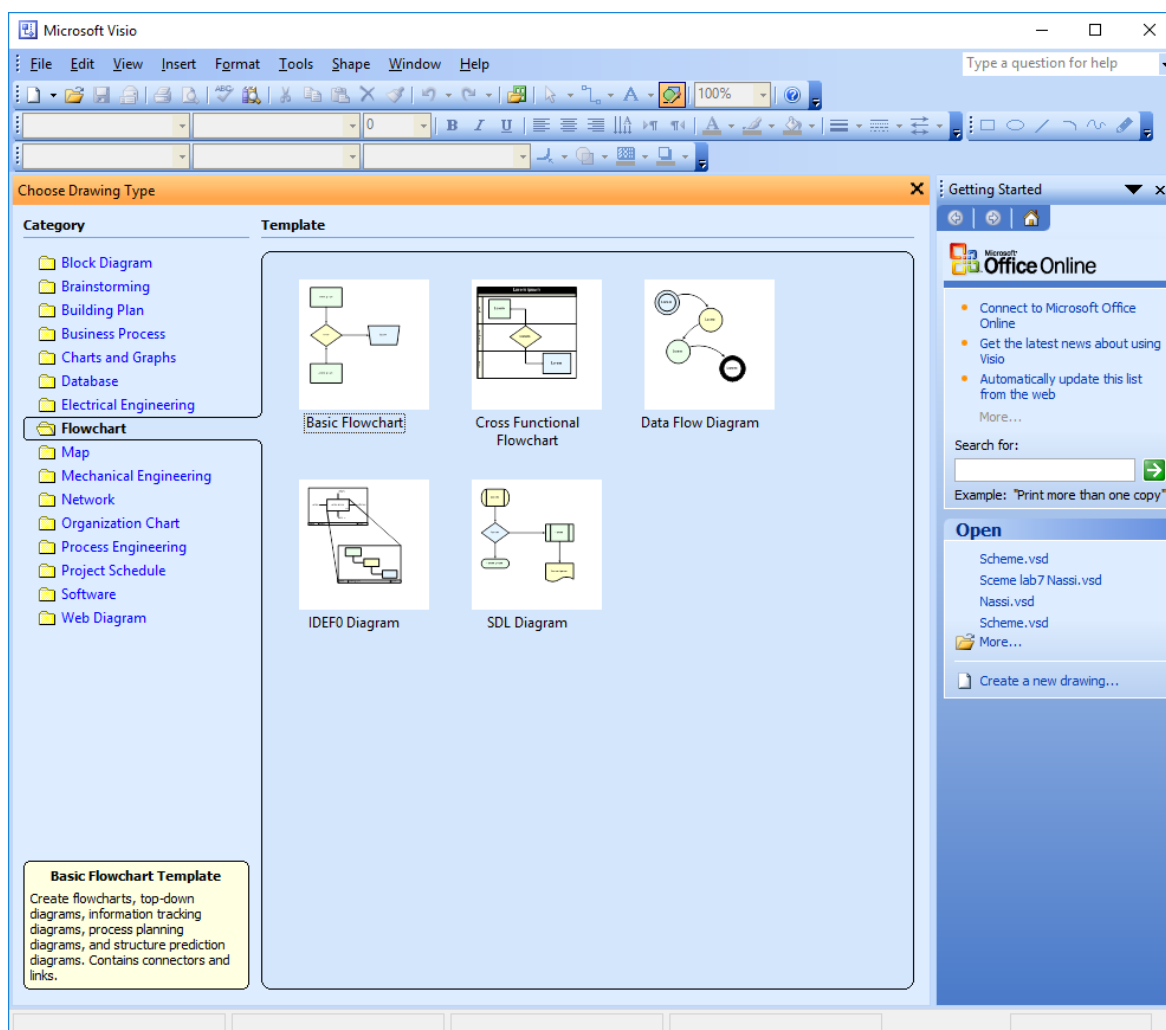 Microsoft Visio
File Edit View Insert Format Tools Shape Window Help
Type a question for help
100%
0
B I U
Choose Drawing Type
Getting Started
Category
Template
Microsoft
Office Online
Block Diagram
Brainstorming
Building Plan
Business Process
Charts and Graphs
Database
Electrical Engineering
Flowchart
Map
Mechanical Engineering
Network
Organization Chart
Process Engineering
Project Schedule
Software
Web Diagram
Basic Flowchart
Cross Functional
Flowchart
Data Flow Diagram
IDEF0 Diagram
SDL Diagram
Connect to Microsoft Office
Online
Get the latest news about using
Visio
Automatically update this list
from the web
More...
Search for:
Example: "Print more than one copy"
Open
Scheme.vsd
Sceme lab7 Nassi.vsd
Nassi.vsd
Scheme.vsd
More...
Create a new drawing...
Basic Flowchart Template
Create flowcharts, top-down
diagrams, information tracking
diagrams, process planning
diagrams, and structure prediction
diagrams. Contains connectors and
links.